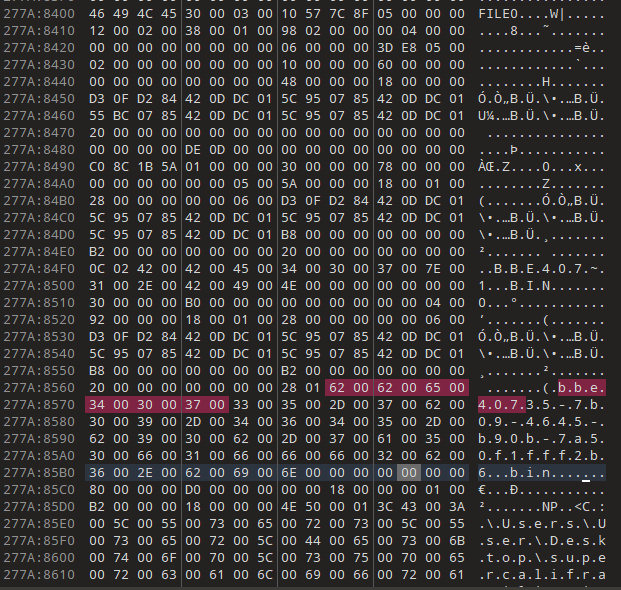 277A:8400 46 49 4C 45 30 00 03 00 10 57 7C 8F 05 00 00 00 FILE0....W|.....
277A:8410 12 00 02 00 38 00 01 00 98 02 00 00 00 04 00 00 ....8...˜.......
277A:8420 00 00 00 00 00 00 00 00 06 00 00 00 3D E8 05 00 ............=è..
277A:8430 02 00 00 00 00 00 00 00 10 00 00 00 60 00 00 00 ............`...
277A:8440 00 00 00 00 00 00 00 00 48 00 00 00 18 00 00 00 ........H.......
277A:8450 D3 0F D2 84 42 0D DC 01 5C 95 07 85 42 0D DC 01 Ó.Ò„B.Ü.\•.…B.Ü.
277A:8460 55 BC 07 85 42 0D DC 01 5C 95 07 85 42 0D DC 01 U¼.…B.Ü.\•.…B.Ü.
277A:8470 20 00 00 00 00 00 00 00 00 00 00 00 00 00 00 00 ...............
277A:8480 00 00 00 00 DE 0D 00 00 00 00 00 00 00 00 00 00 ....Þ...........
277A:8490 C0 8C 1B 5A 01 00 00 00 30 00 00 00 78 00 00 00 ÀŒ.Z....0...x...
277A:84A0 00 00 00 00 00 00 05 00 5A 00 00 00 18 00 01 00 ........Z.......
277A:84B0 28 00 00 00 00 00 06 00 D3 0F D2 84 42 0D DC 01 (.......Ó.Ò„B.Ü.
277A:84C0 5C 95 07 85 42 0D DC 01 5C 95 07 85 42 0D DC 01 \•.…B.Ü.\•.…B.Ü.
277A:84D0 5C 95 07 85 42 0D DC 01 B8 00 00 00 00 00 00 00 \•.…B.Ü.¸.......
277A:84E0 B2 00 00 00 00 00 00 00 20 00 00 00 00 00 00 00 ²....... .......
277A:84F0 0C 02 42 00 42 00 45 00 34 00 30 00 37 00 7E 00 ..B.B.E.4.0.7.~.
277A:8500 31 00 2E 00 42 00 49 00 4E 00 00 00 00 00 00 00 1...B.I.N.......
277A:8510 30 00 00 00 B0 00 00 00 00 00 00 00 00 00 04 00 0...°...........
277A:8520 92 00 00 00 18 00 01 00 28 00 00 00 00 00 06 00 ’.......(.......
277A:8530 D3 0F D2 84 42 0D DC 01 5C 95 07 85 42 0D DC 01 Ó.Ò„B.Ü.\•.…B.Ü.
277A:8540 5C 95 07 85 42 0D DC 01 5C 95 07 85 42 0D DC 01 \•.…B.Ü.\•.…B.Ü.
277A:8550 B8 00 00 00 00 00 00 00 B2 00 00 00 00 00 00 00 ¸.......².......
277A:8560 20 00 00 00 00 00 00 00 28 01 62 00 62 00 65 00 .......(.b.b.e.
277A:8570 34 00 30 00 37 00 33 00 35 00 2D 00 37 00 62 00 4.0.7.3.5.-.7.b.
277A:8580 30 00 39 00 2D 00 34 00 36 00 34 00 35 00 2D 00 0.9.-.4.6.4.5.-.
277A:8590 62 00 39 00 30 00 62 00 2D 00 37 00 61 00 35 00 b.9.0.b.-.7.a.5.
277A:85A0 30 00 66 00 31 00 66 00 66 00 66 00 32 00 62 00 0.f.1.f.f.f.2.b.
277A:85B0 36 00 2E 00 62 00 69 00 6E 00 00 00 00 00 00 00 6...b.i.n.......
277A:85C0 80 00 00 00 D0 00 00 00 00 00 18 00 00 00 01 00 €...Ð...........
277A:85D0 B2 00 00 00 18 00 00 00 4E 50 00 01 3C 43 00 3A ².......NP..<C.:
277A:85E0 00 5C 00 55 00 73 00 65 00 72 00 73 00 5C 00 55 .\.U.s.e.r.s.\.U
277A:85F0 00 73 00 65 00 72 00 5C 00 44 00 65 00 73 00 6B .s.e.r.\.D.e.s.k
277A:8600 00 74 00 6F 00 70 00 5C 00 73 00 75 00 70 00 65 .t.o.p.\.s.u.p.e
277A:8610 00 72 00 63 00 61 00 6C 00 69 00 66 00 72 00 61 .r.c.a.l.i.f.r.a